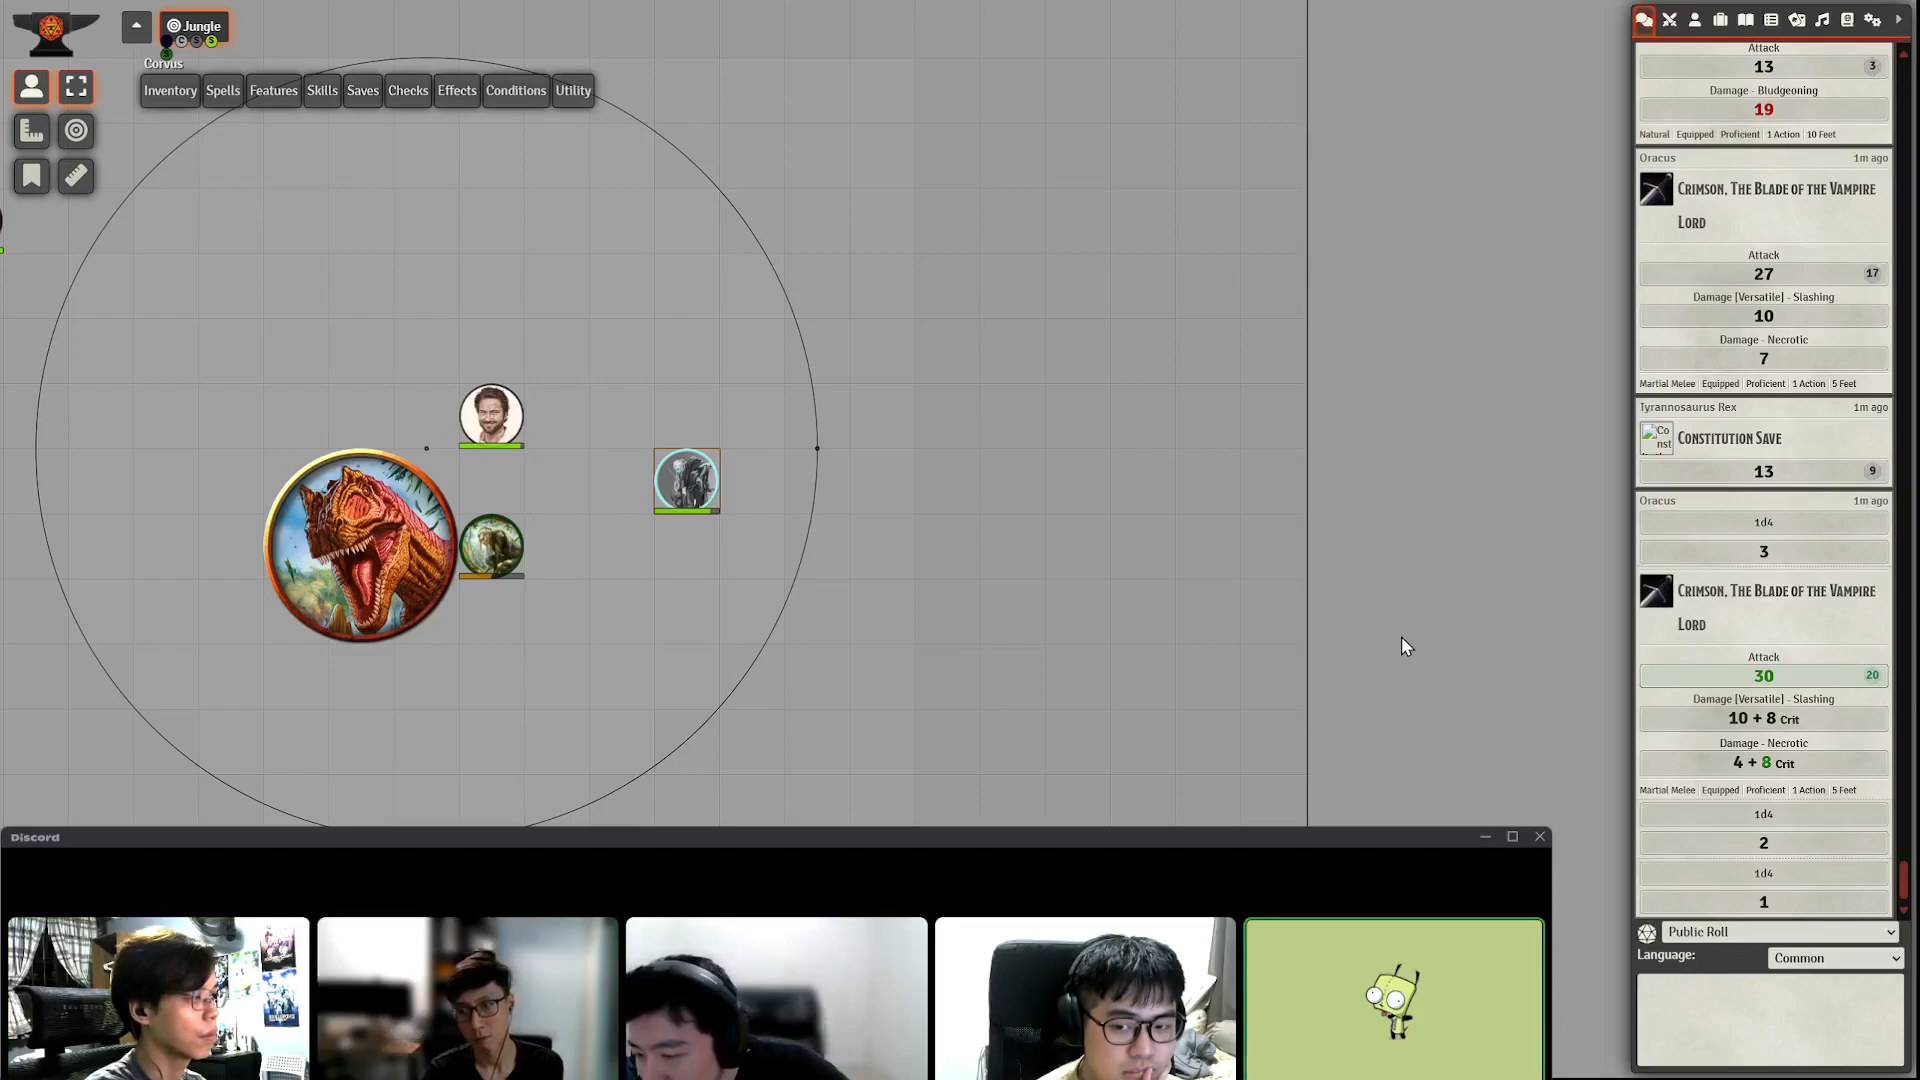 Jungle
C S S
S
Corvus
Inventory Spells Features Skills Saves Checks Effects Conditions Utility
Attack
13 3
Damage - Bludgeoning
19
Natural Equipped Proficient 1 Action 10 Feet
Oracus 1m ago
Crimson, The Blade of the Vampire
Lord
Attack
27 17
Damage [Versatile] - Slashing
10
Damage - Necrotic
7
Martial Melee Equipped Proficient 1 Action 5 Feet
Tyrannosaurus Rex 1m ago
Co
nst
Constitution Save
13 9
Oracus 1m ago
1d4
3
Crimson, The Blade of the Vampire
Lord
Attack
30 20
Damage [Versatile] - Slashing
10 + 8 Crit
Damage - Necrotic
4 + 8 Crit
Martial Melee Equipped Proficient 1 Action 5 Feet
1d4
2
1d4
1
Public Roll
Language: Common
Discord